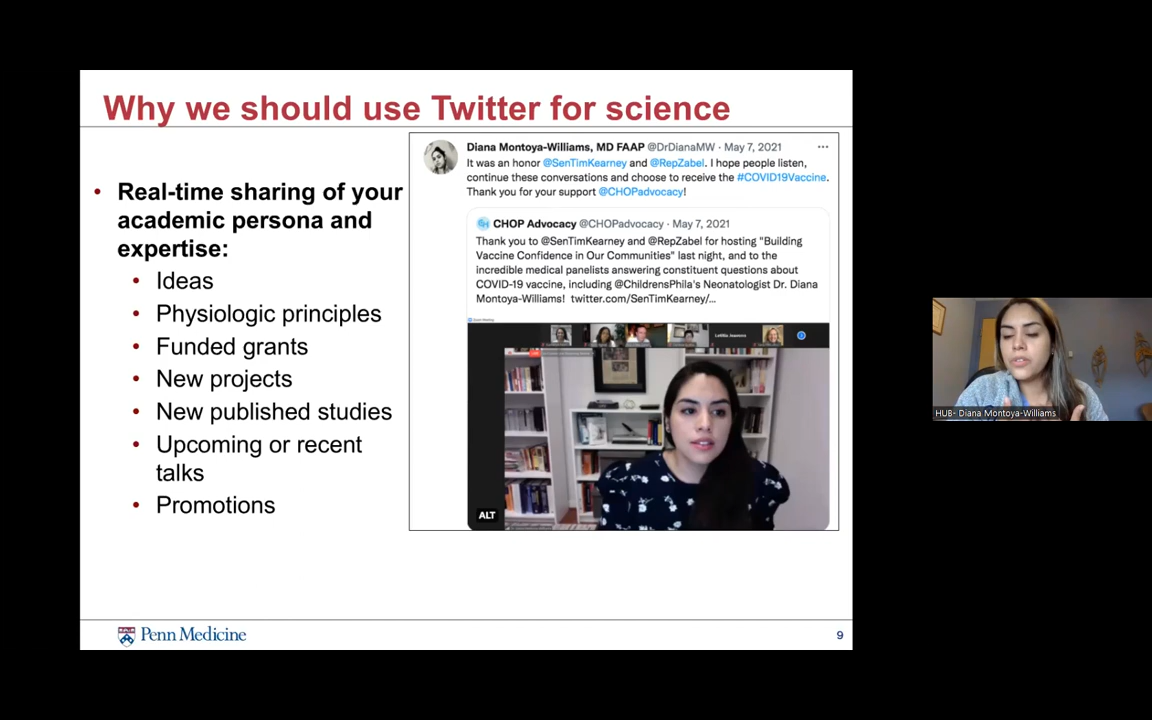 Why we should use Twitter for science
• Real-time sharing of your
academic persona and
expertise:
• Ideas
• Physiologic principles
• Funded grants
• New projects
• New published studies
• Upcoming or recent
talks
• Promotions
Diana Montoya-Williams, MD FAAP @DrDianaMW · May 7, 2021 ...
It was an honor @SenTimKearney and @RepZabel. I hope people listen,
continue these conversations and choose to receive the #COVID19Vaccine.
Thank you for your support @CHOPadvocacy!
CHOP Advocacy @CHOPadvocacy · May 7, 2021
Thank you to @SenTimKearney and @RepZabel for hosting "Building
Vaccine Confidence in Our Communities" last night, and to the
incredible medical panelists answering constituent questions about
COVID-19 vaccine, including @ChildrensPhila's Neonatologist Dr. Diana
Montoya-Williams! twitter.com/SenTimKearney/...
ALT
HUB- Diana Montoya-Williams
Penn Medicine
9